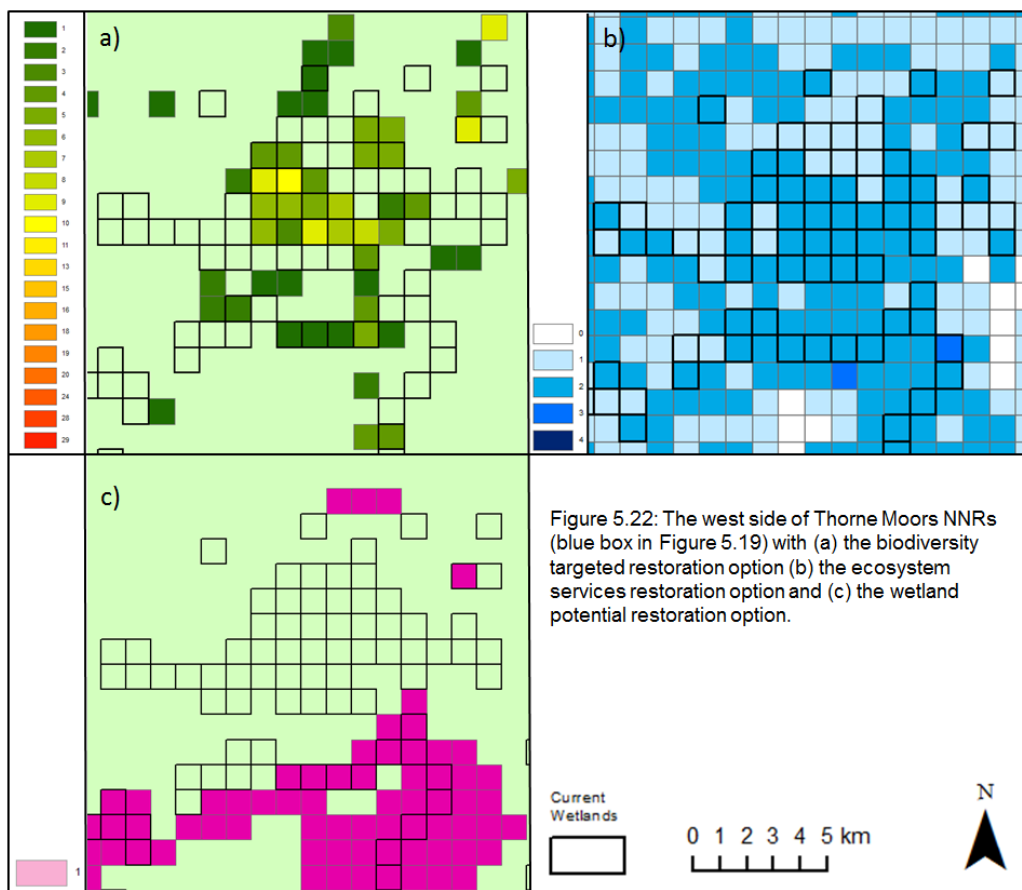 a)
1
2
3
4
5
6
7
8
9
10
11
13
15
16
18
19
20
24
28
29
b)
0
1
2
3
4
c)
1
Figure 5.22: The west side of Thorne Moors NNRs
(blue box in Figure 5.19) with (a) the biodiversity
targeted restoration option (b) the ecosystem
services restoration option and (c) the wetland
potential restoration option.
Current
Wetlands
0 1 2 3 4 5 km
N